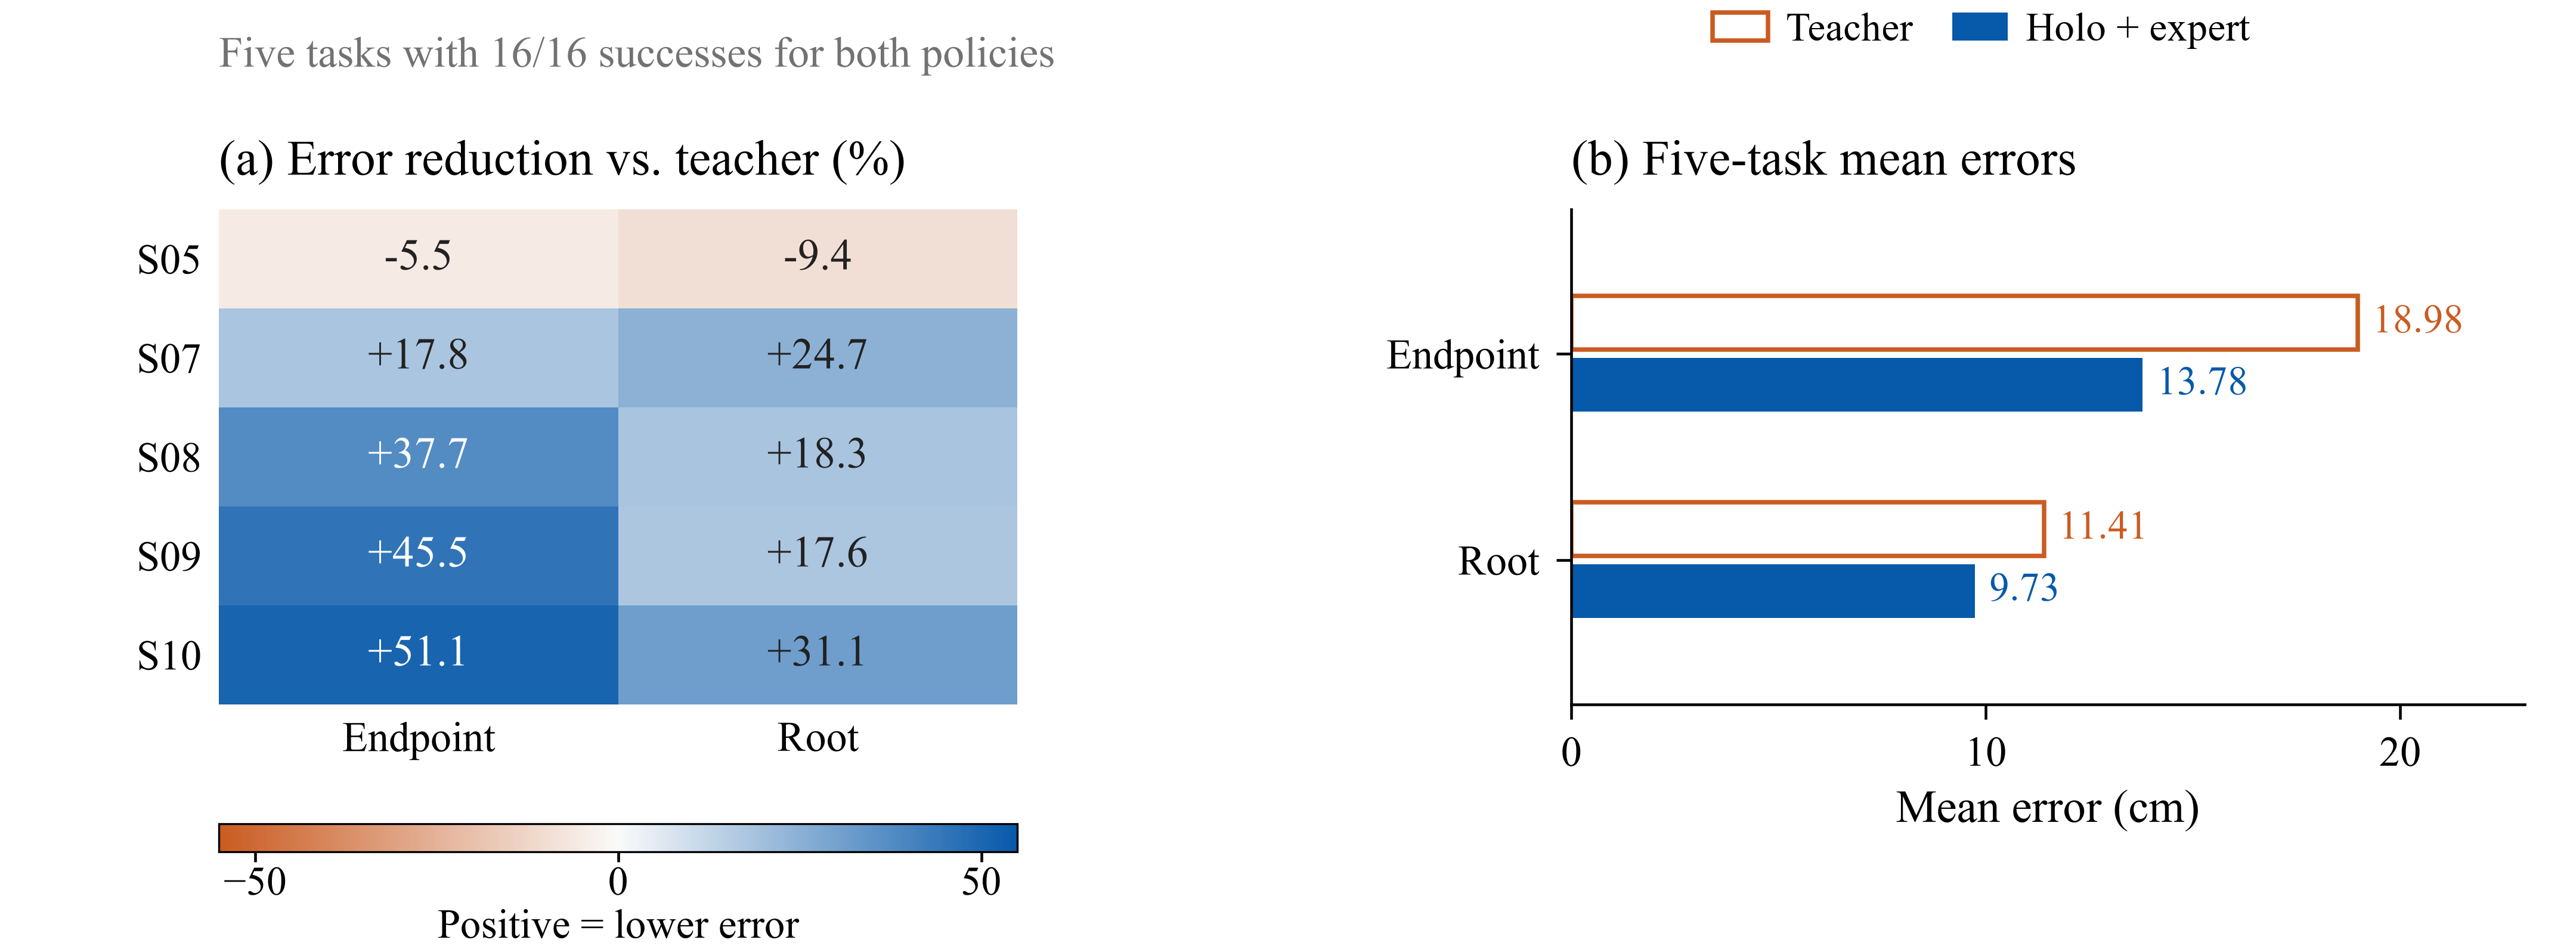 Five tasks with 16/16 successes for both policies
Teacher
Holo + expert
(a) Error reduction vs. teacher (%)
S05 -5.5 -9.4
S07 +17.8 +24.7
S08 +37.7 +18.3
S09 +45.5 +17.6
S10 +51.1 +31.1
Endpoint Root
−50 0 50
Positive = lower error
(b) Five-task mean errors
Endpoint
18.98
13.78
Root
11.41
9.73
0 10 20
Mean error (cm)